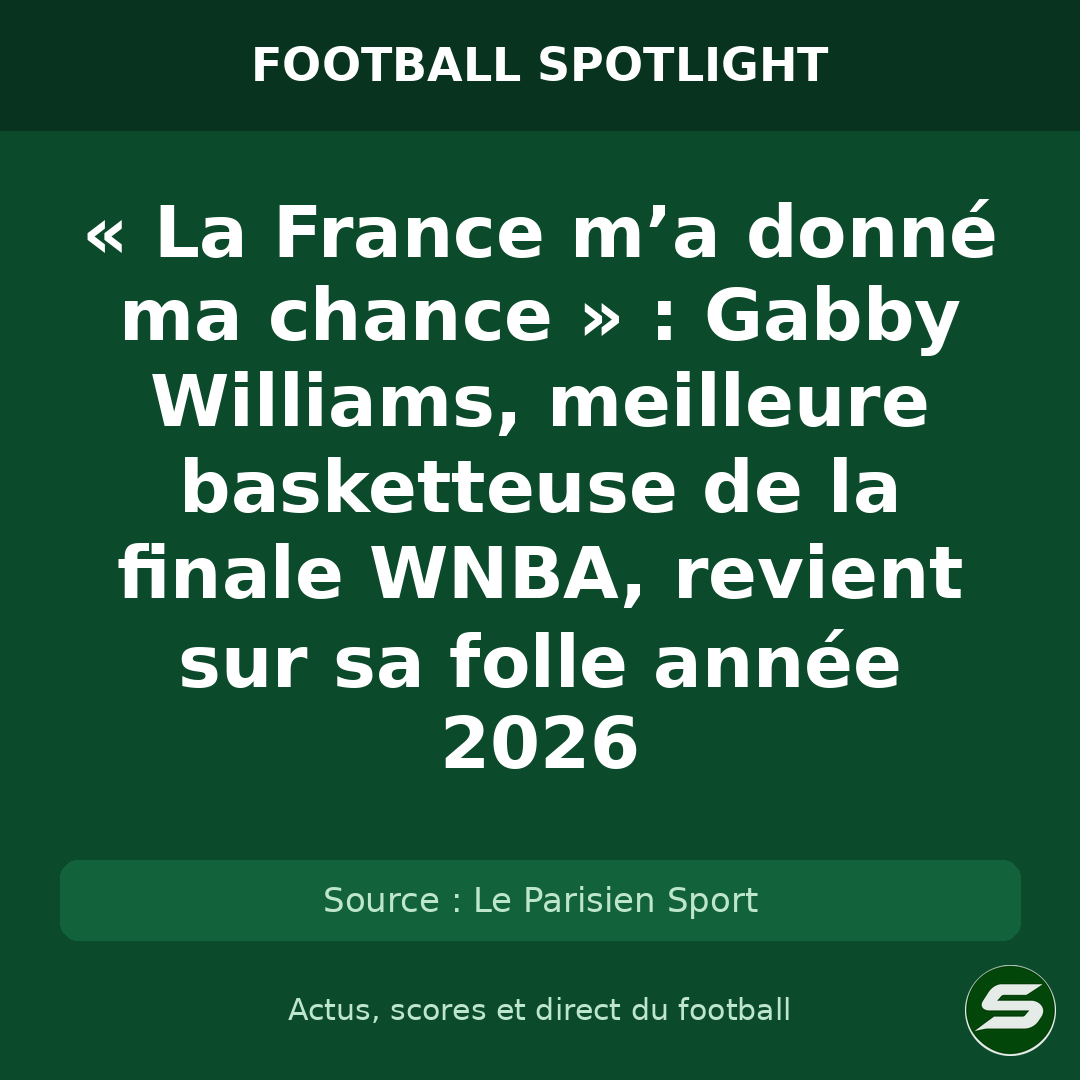 FOOTBALL SPOTLIGHT
« La France m’a donné
ma chance » : Gabby
Williams, meilleure
basketteuse de la
finale WNBA, revient
sur sa folle année
2026
Source : Le Parisien Sport
Actus, scores et direct du football
S